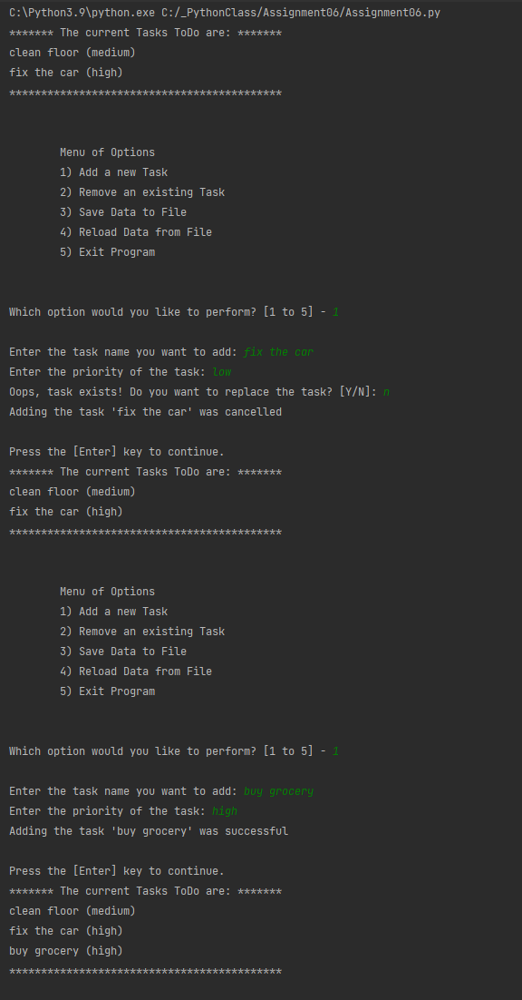 C:\Python3.9\python.exe C:/_PythonClass/Assignment06/Assignment06.py
******* The current Tasks ToDo are: *******
clean floor (medium)
fix the car (high)
*******************************************
Menu of Options
1) Add a new Task
2) Remove an existing Task
3) Save Data to File
4) Reload Data from File
5) Exit Program
Which option would you like to perform? [1 to 5] - 1
Enter the task name you want to add: fix the car
Enter the priority of the task: low
Oops, task exists! Do you want to replace the task? [Y/N]: n
Adding the task 'fix the car' was cancelled
Press the [Enter] key to continue.
******* The current Tasks ToDo are: *******
clean floor (medium)
fix the car (high)
*******************************************
Menu of Options
1) Add a new Task
2) Remove an existing Task
3) Save Data to File
4) Reload Data from File
5) Exit Program
Which option would you like to perform? [1 to 5] - 1
Enter the task name you want to add: buy grocery
Enter the priority of the task: high
Adding the task 'buy grocery' was successful
Press the [Enter] key to continue.
******* The current Tasks ToDo are: *******
clean floor (medium)
fix the car (high)
buy grocery (high)
*******************************************